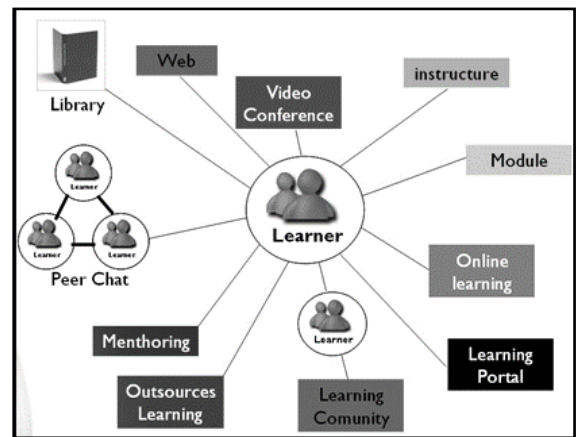 Library
Web
Video
Conference
instructure
Module
Learner
Learner
Learner
Peer Chat
Learner
Online
learning
Menthoring
Outsources
Learning
Learner
Learning
Comunity
Learning
Portal